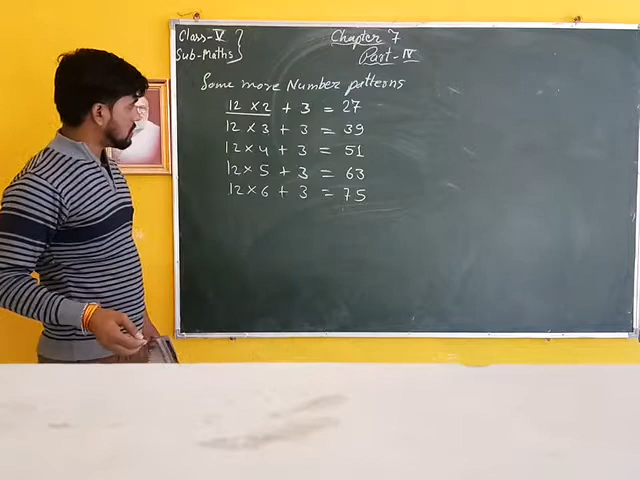 Class-V
Sub-Maths
Chapter 7
Part-IV
Some more Number patterns
12 × 2 + 3 = 27
12 × 3 + 3 = 39
12 × 4 + 3 = 51
12 × 5 + 3 = 63
12 × 6 + 3 = 75